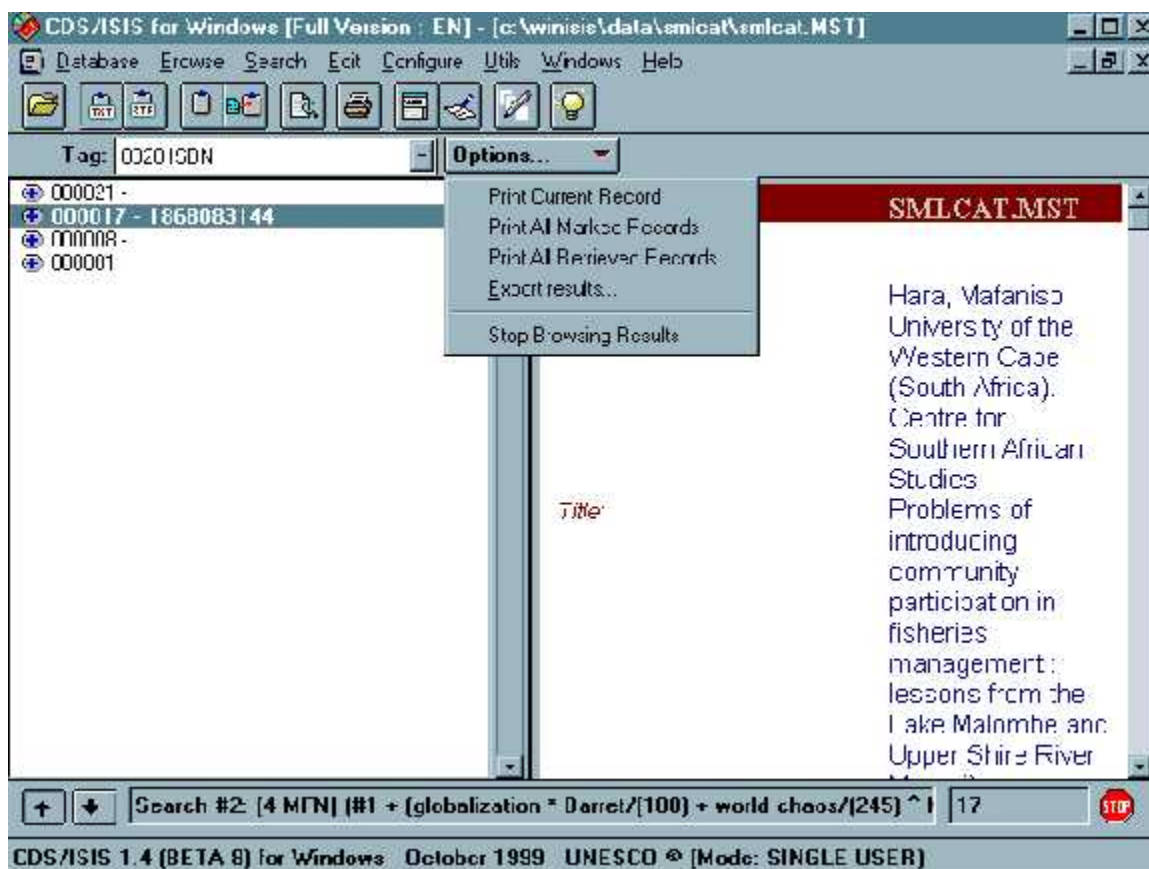 CDS/ISIS for Windows [Full Version : EN] - [c:\winisis\data\smlcat\smlcat.MST]
Database Browse Search Edit Configure Utils Windows Help
TXT RTF
Tag: 0020ISBN Options...
000021 -
000017 - 1868083144
000008 -
000001
Print Current Record
Print All Marked Records
Print All Retrieved Records
Export results...
Stop Browsing Results
SMLCAT.MST
Hara, Mafaniso
University of the
Western Cape
(South Africa).
Centre for
Southern African
Studies
Title: Problems of
introducing
community
participation in
fisheries
management :
lessons from the
Lake Malombe and
Upper Shire River
Search #2: [4 MFN] (#1 + (globalization * Barret/(100) + world chaos/(245) ^ 17
STOP
CDS/ISIS 1.4 (BETA 8) for Windows October 1999 UNESCO © [Mode: SINGLE USER]